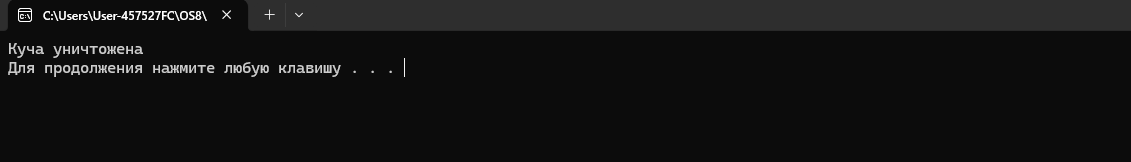 C:\Users\User-457527FC\OS8\
Куча уничтожена
Для продолжения нажмите любую клавишу . . .